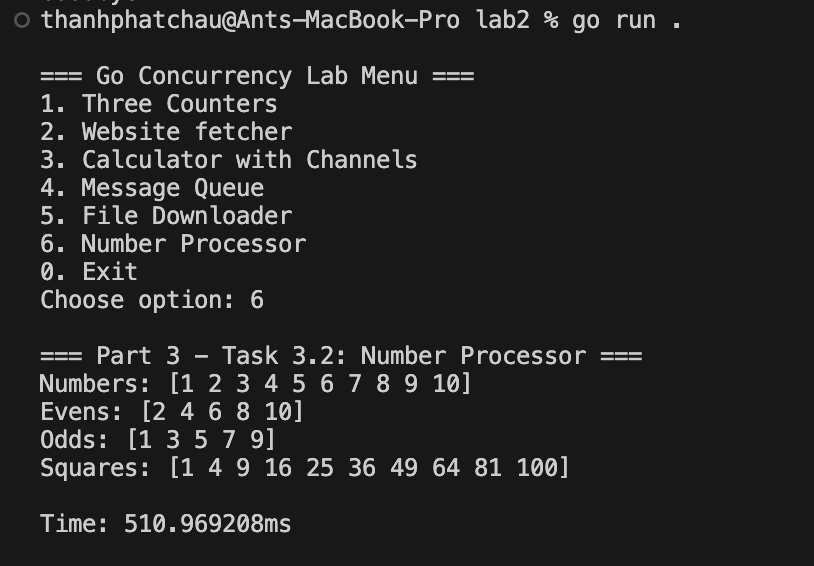 thanhphatchau@Ants-MacBook-Pro lab2 % go run .
=== Go Concurrency Lab Menu ===
1. Three Counters
2. Website fetcher
3. Calculator with Channels
4. Message Queue
5. File Downloader
6. Number Processor
0. Exit
Choose option: 6
=== Part 3 - Task 3.2: Number Processor ===
Numbers: [1 2 3 4 5 6 7 8 9 10]
Evens: [2 4 6 8 10]
Odds: [1 3 5 7 9]
Squares: [1 4 9 16 25 36 49 64 81 100]
Time: 510.969208ms